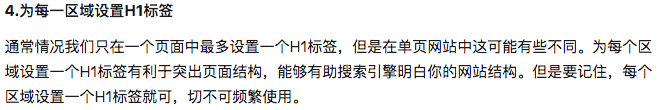 4.为每一区域设置H1标签
通常情况我们只在一个页面中最多设置一个H1标签，但是在单页网站中这可能有些不同。为每个区
域设置一个H1标签有利于突出页面结构，能够有助搜索引擎明白你的网站结构。但是要记住，每个
区域设置一个H1标签就可，切不可频繁使用。